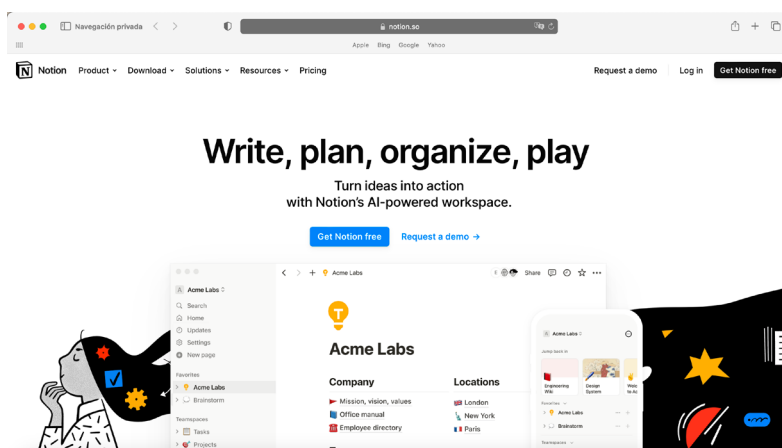 Navegación privada
notion.so
Apple Bing Google Yahoo
Notion Product Download Solutions Resources Pricing Request a demo Log in Get Notion free
Write, plan, organize, play
Turn ideas into action
with Notion's AI-powered workspace.
Get Notion free Request a demo →
Acme Labs Share
A Acme Labs
Search
Home
Updates
Settings
New page
Favorites
Acme Labs
Brainstorm
Teamspaces
Tasks
Projects
Acme Labs
Company Locations
Mission, vision, values London
Office manual New York
Employee directory Paris
A Acme Labs
Jump back in
Engineering
Wiki
Design
System
Favorites
Acme Labs
Brainstorm
Teamspaces